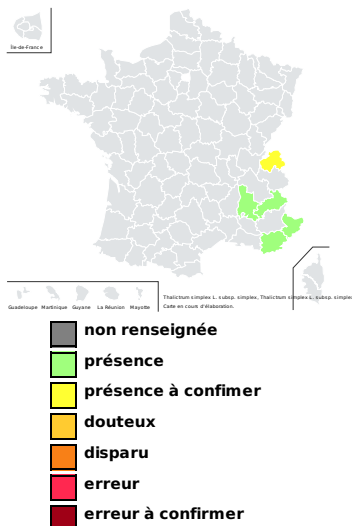 Île-de-France
Guadeloupe Martinique Guyane La Réunion Mayotte
Thalictrum simplex L. subsp. simplex, Thalictrum simplex L. subsp. simplex
Carte en cours d'élaboration.
non renseignée
présence
présence à confimer
douteux
disparu
erreur
erreur à confirmer